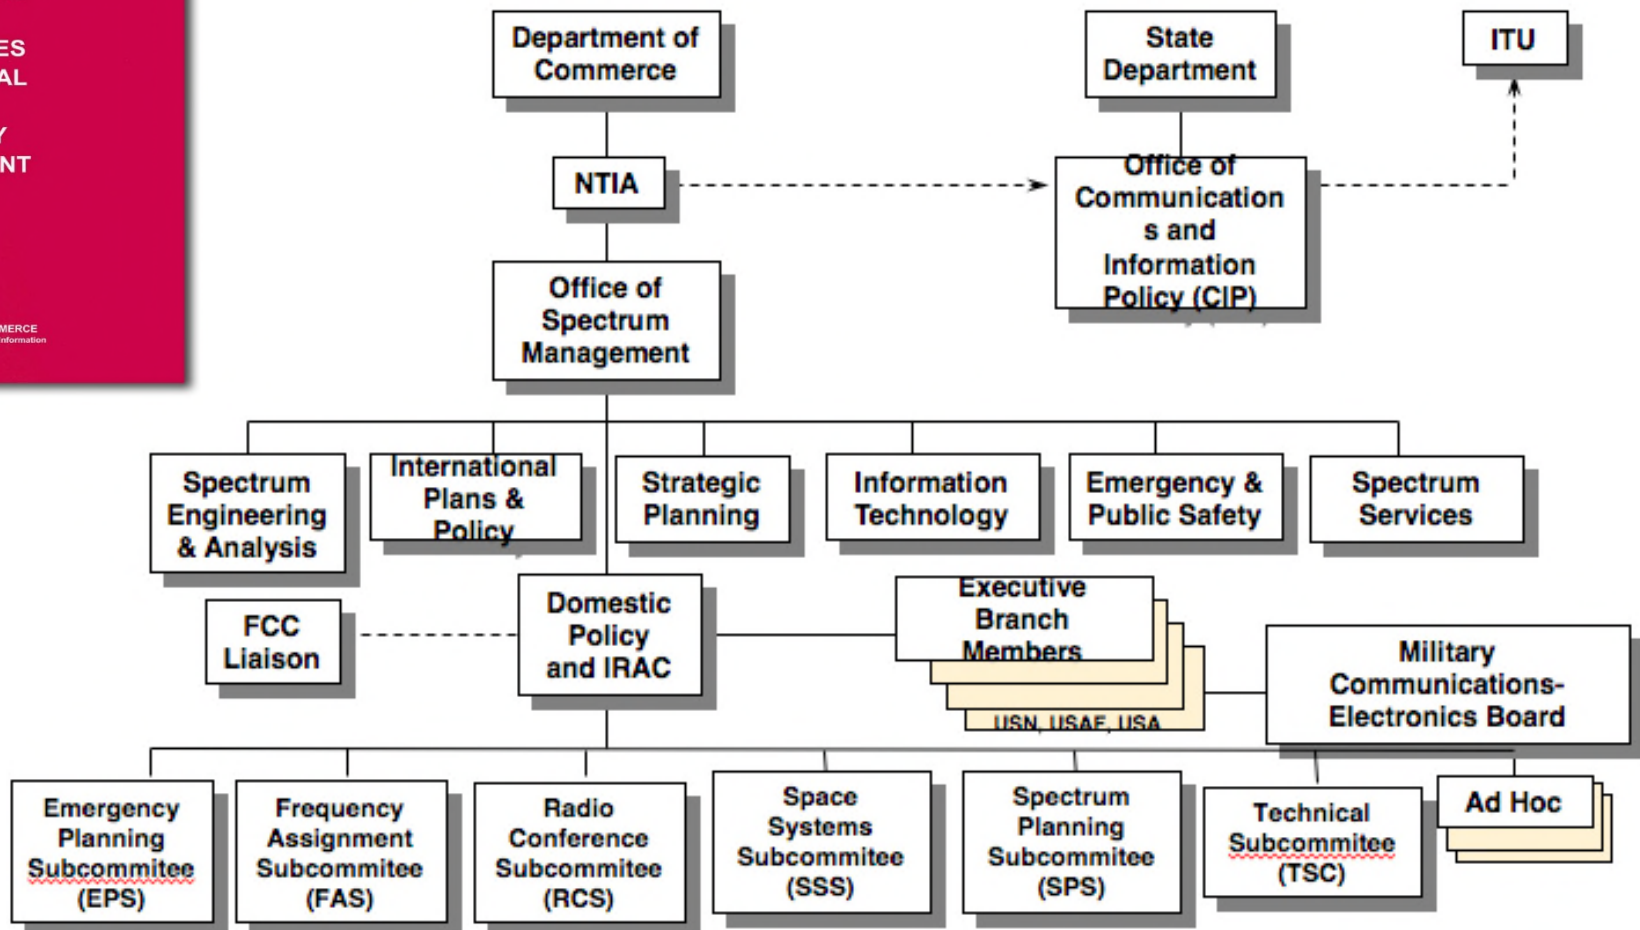 ES
AL
Y
NT
MERCE
nformation
Department of
Commerce
State
Department
ITU
NTIA
Office of
Communication
s and
Information
Policy (CIP)
Office of
Spectrum
Management
Spectrum
Engineering
& Analysis
International
Plans &
Policy
Strategic
Planning
Information
Technology
Emergency &
Public Safety
Spectrum
Services
FCC
Liaison
Domestic
Policy
and IRAC
Executive
Branch
Members
USN, USAF, USA
Military
Communications-
Electronics Board
Emergency
Planning
Subcommitee
(EPS)
Frequency
Assignment
Subcommitee
(FAS)
Radio
Conference
Subcommitee
(RCS)
Space
Systems
Subcommitee
(SSS)
Spectrum
Planning
Subcommitee
(SPS)
Technical
Subcommitee
(TSC)
Ad Hoc